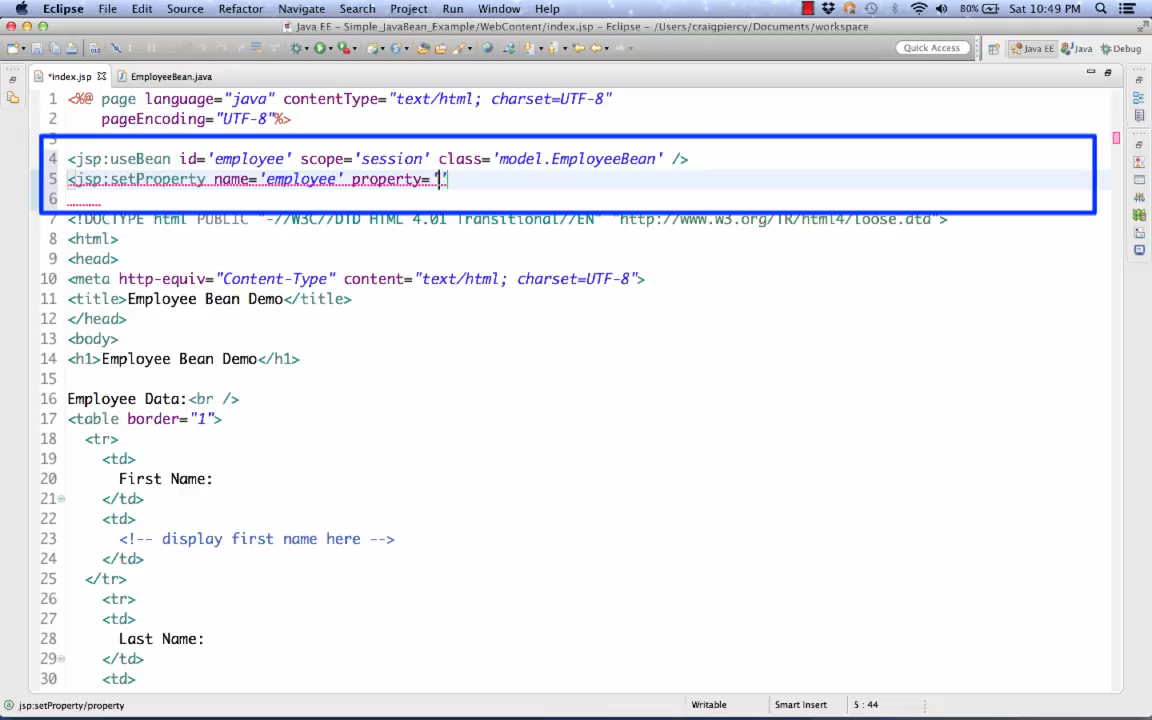 Eclipse File Edit Source Refactor Navigate Search Project Run Window Help 80% Sat 10:49 PM
Java EE - Simple_JavaBean_Example/WebContent/index.jsp - Eclipse - /Users/craigpiercy/Documents/workspace
Quick Access Java EE Java Debug
*index.jsp EmployeeBean.java
1 <%@ page language="java" contentType="text/html; charset=UTF-8"
2 pageEncoding="UTF-8"%>
3
4 <jsp:useBean id='employee' scope='session' class='model.EmployeeBean' />
5 <jsp:setProperty name='employee' property=''
6
7 <!DOCTYPE html PUBLIC "-//W3C//DTD HTML 4.01 Transitional//EN" "http://www.w3.org/TR/html4/loose.dtd">
8 <html>
9 <head>
10 <meta http-equiv="Content-Type" content="text/html; charset=UTF-8">
11 <title>Employee Bean Demo</title>
12 </head>
13 <body>
14 <h1>Employee Bean Demo</h1>
15
16 Employee Data:<br />
17 <table border="1">
18 <tr>
19 <td>
20 First Name:
21 </td>
22 <td>
23 <!-- display first name here -->
24 </td>
25 </tr>
26 <tr>
27 <td>
28 Last Name:
29 </td>
30 <td>
jsp:setProperty/property Writable Smart Insert 5 : 44